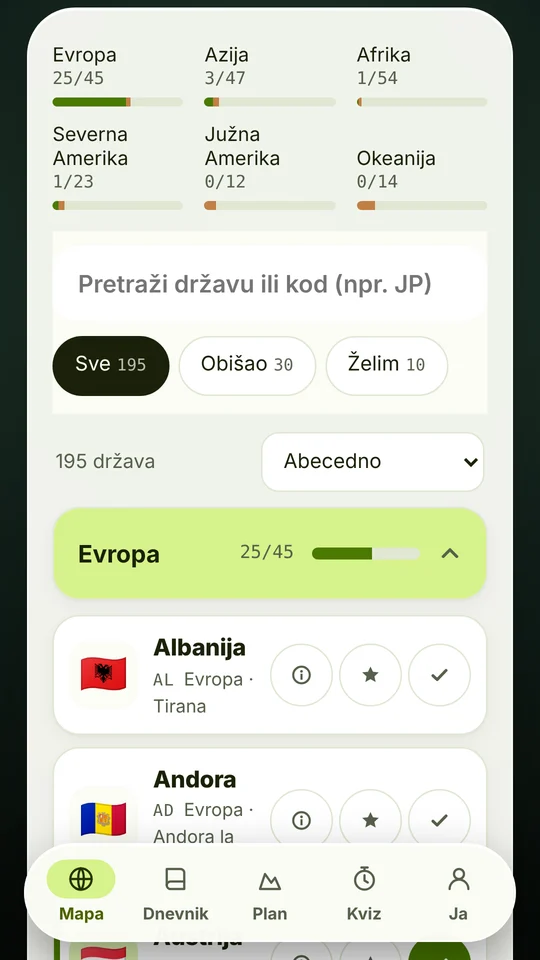 Evropa
25/45
Azija
3/47
Afrika
1/54
Severna
Amerika
1/23
Južna
Amerika
0/12
Okeanija
0/14
Pretraži državu ili kod (npr. JP)
Sve 195
Obišao 30
Želim 10
195 država
Abecedno
Evropa
25/45
Albanija
AL Evropa ·
Tirana
Andora
AD Evropa ·
Andora la
Austrija
Mapa
Dnevnik
Plan
Kviz
Ja